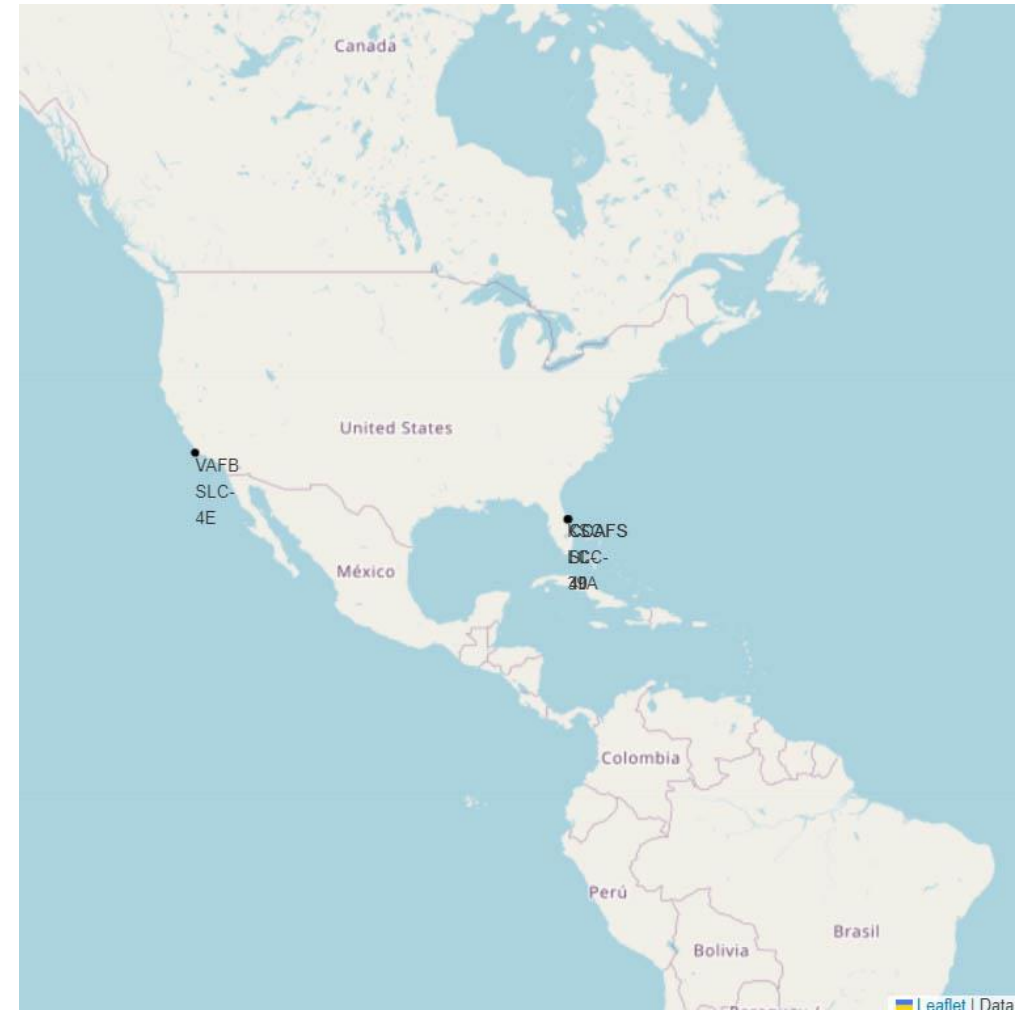 Canada
United States
VAFB
SLC-
4E
México
Colombia
Perú
Brasil
Bolivia
Leaflet | Data